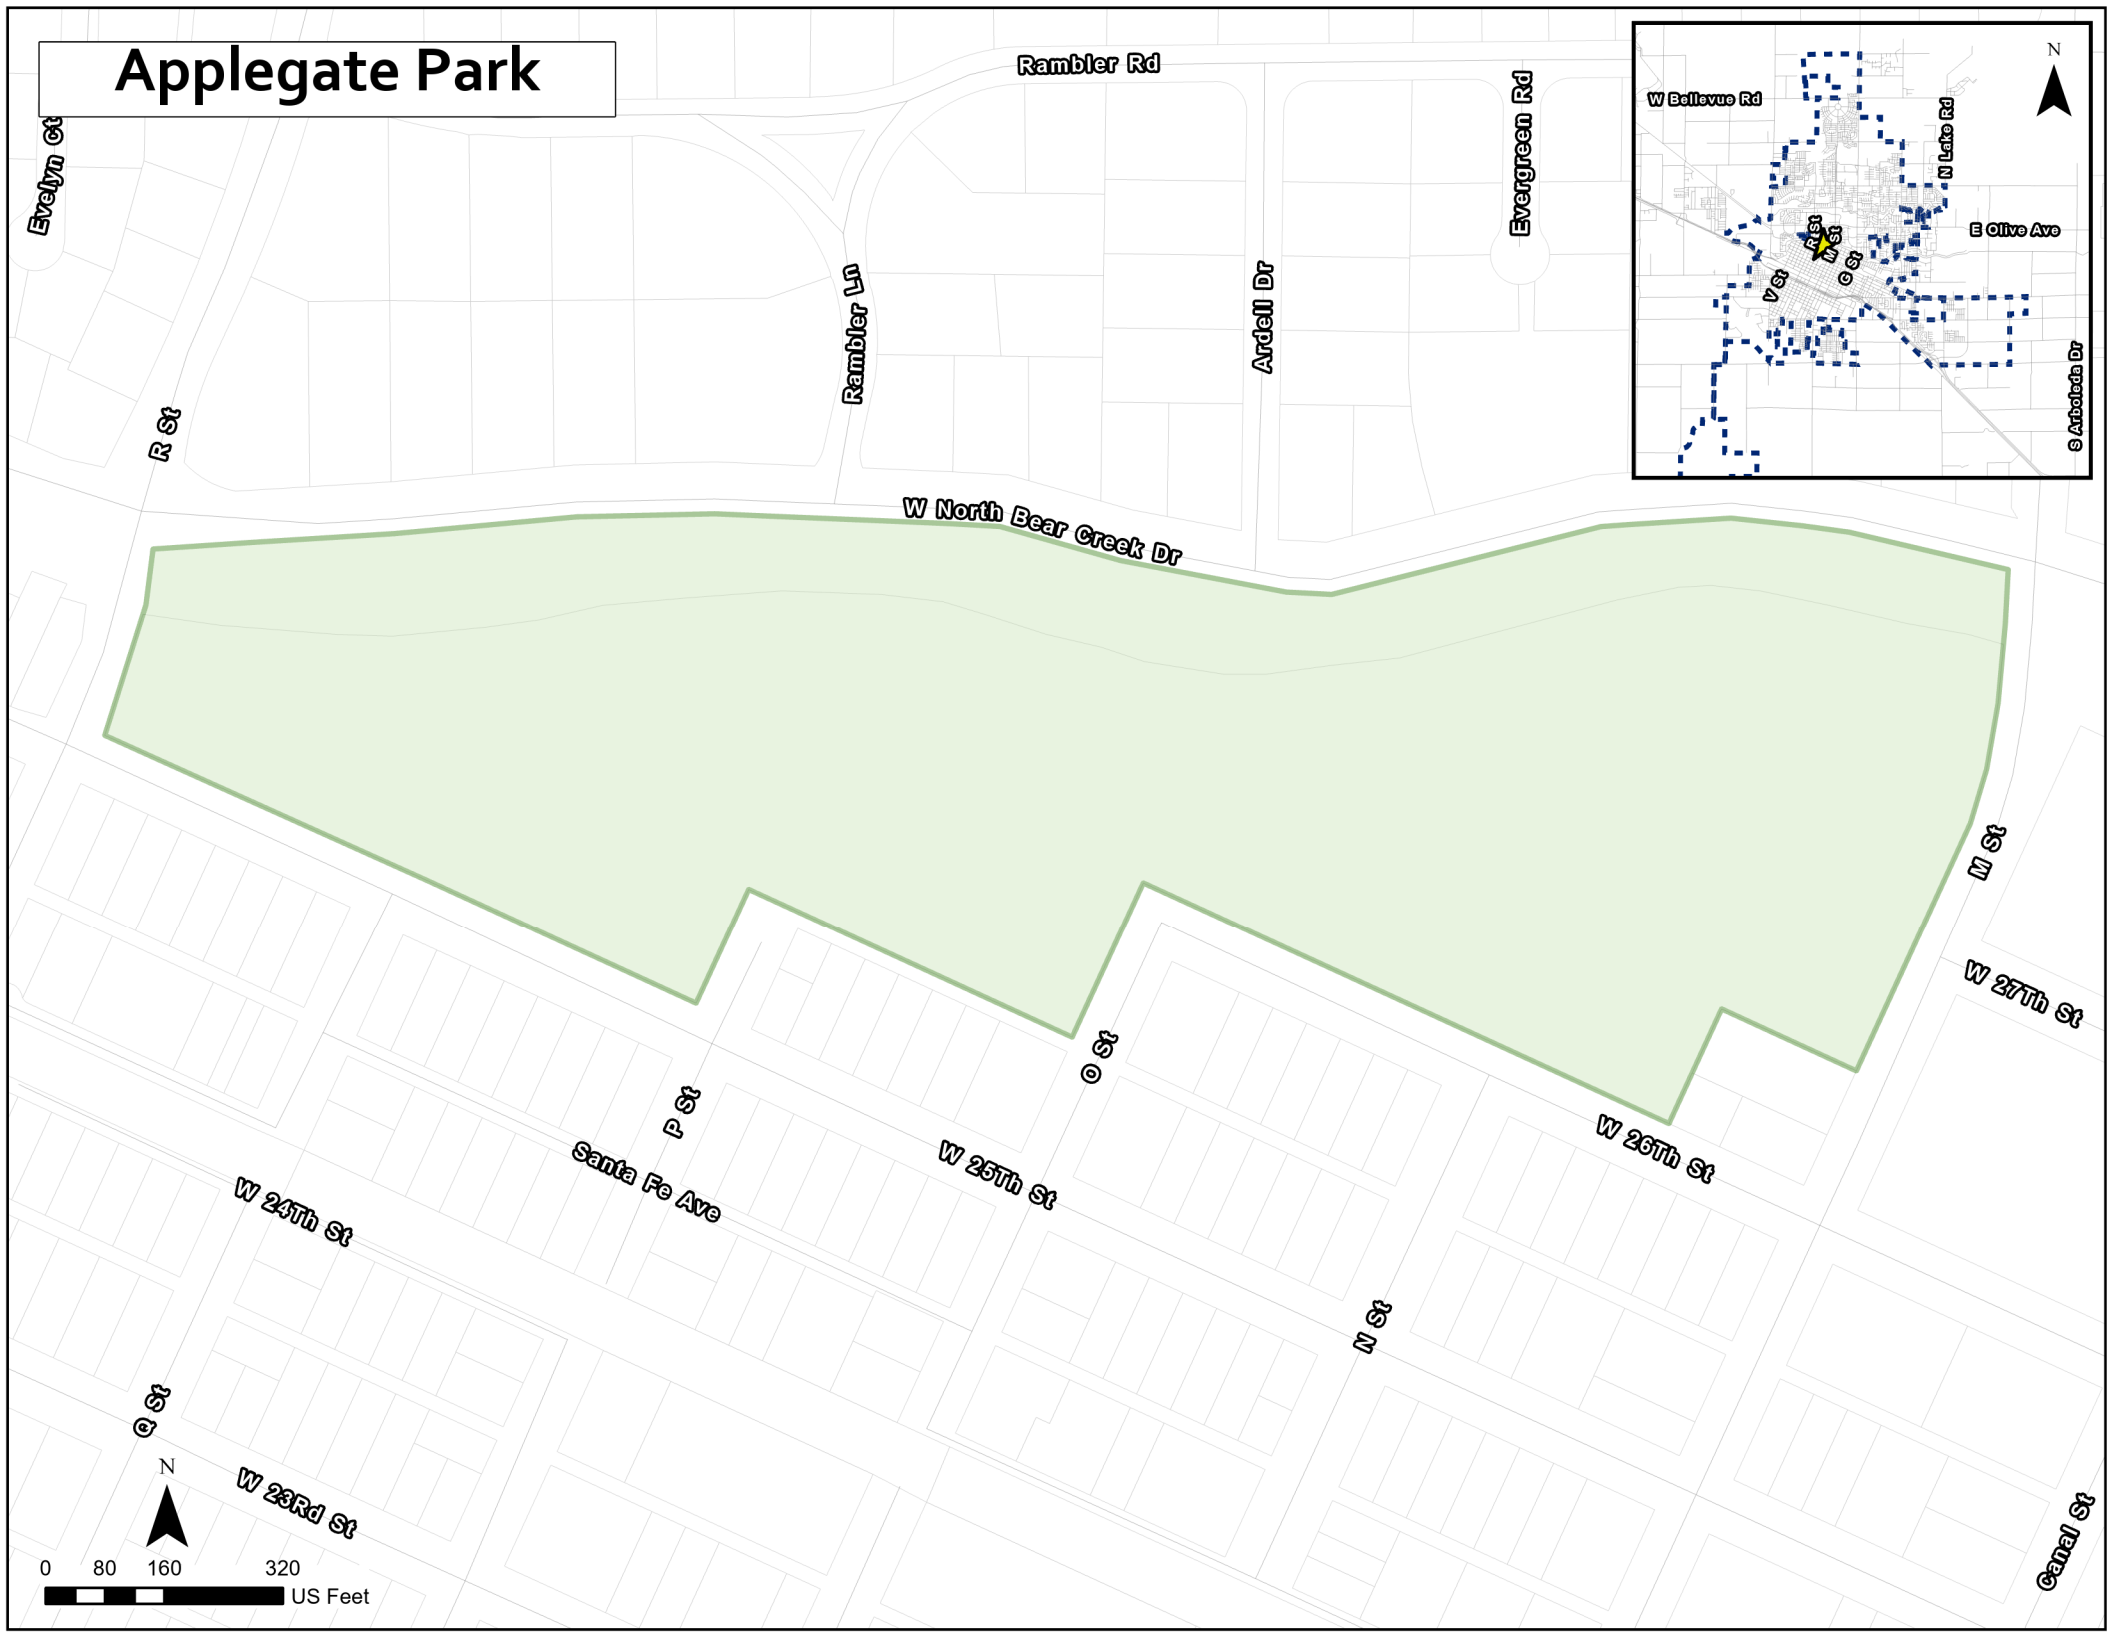 Applegate Park
Rambler Rd
Evergreen Rd
Evelyn Ct
R St
Rambler Ln
Ardell Dr
W North Bear Creek Dr
N
W Bellevue Rd
N Lake Rd
E Olive Ave
R St
M St
G St
V St
S Arboleda Dr
M St
W 27Th St
O St
P St
W 26Th St
Santa Fe Ave
W 25Th St
W 24Th St
N St
Q St
W 23Rd St
Canal St
N
0 80 160 320
US Feet